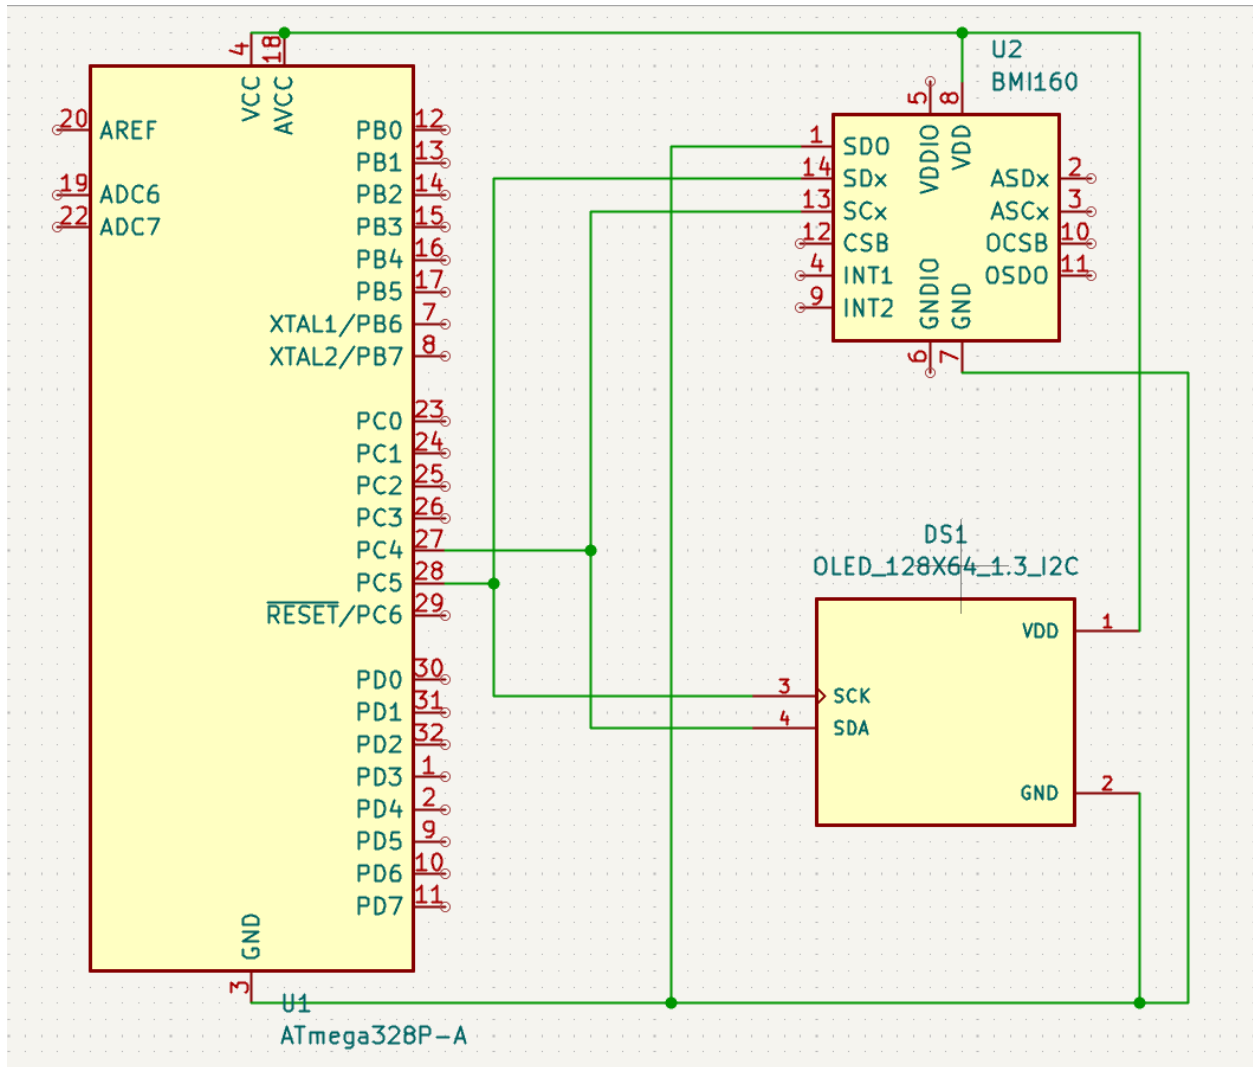 4
18
VCC
AVCC
20 AREF
19 ADC6
22 ADC7
PB0 12
PB1 13
PB2 14
PB3 15
PB4 16
PB5 17
XTAL1/PB6 7
XTAL2/PB7 8
PC0 23
PC1 24
PC2 25
PC3 26
PC4 27
PC5 28
RESET/PC6 29
PD0 30
PD1 31
PD2 32
PD3 1
PD4 2
PD5 9
PD6 10
PD7 11
GND
3
U1
ATmega328P-A
U2
BMI160
5
8
VDDIO
VDD
1 SDO
14 SDx
13 SCx
12 CSB
4 INT1
9 INT2
ASDx 2
ASCx 3
OCSB 10
OSDO 11
GNDIO
GND
6
7
DS1
OLED_128X64_1.3_I2C
VDD 1
3 SCK
4 SDA
GND 2